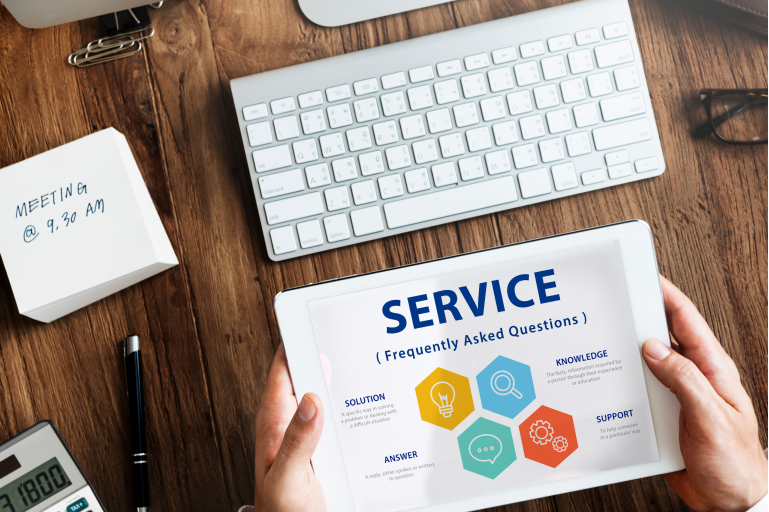 MEETING
@ 9,30 AM
SERVICE
( Frequently Asked Questions )
SOLUTION
A specific way in solving
a problem or dealing with
a difficult situation
KNOWLEDGE
The facts, information acquired by
a person through their experience
or education
ANSWER
A reply, either spoken or written,
to question
SUPPORT
To help someone
in a particular way
31800
TAX+